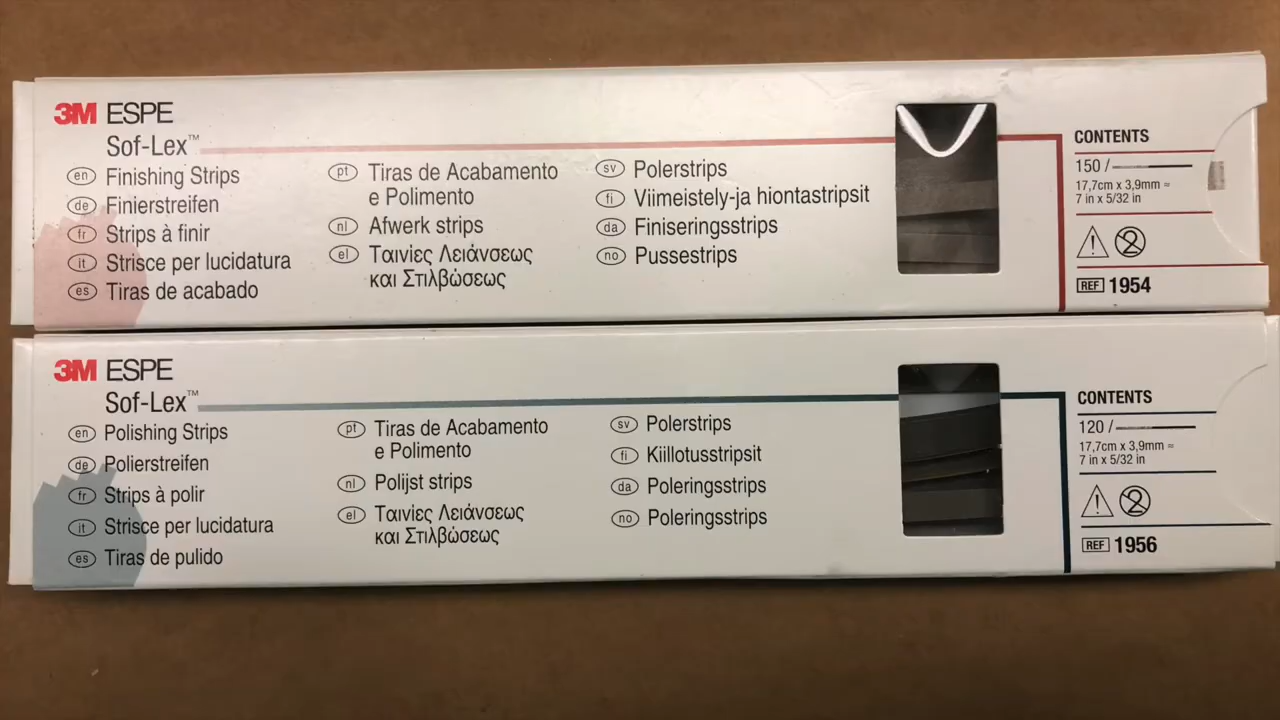 3M ESPE
Sof-Lex™
en Finishing Strips
de Finierstreifen
fr Strips à finir
it Strisce per lucidatura
es Tiras de acabado
pt Tiras de Acabamento
e Polimento
nl Afwerk strips
el Ταινίες Λειάνσεως
και Στιλβώσεως
sv Polerstrips
fi Viimeistely-ja hiontastripsit
da Finiseringsstrips
no Pussestrips
CONTENTS
150 /
17,7cm x 3,9mm =
7 in x 5/32 in
2
REF 1954
3M ESPE
Sof-Lex™
en Polishing Strips
de Polierstreifen
fr Strips à polir
it Strisce per lucidatura
es Tiras de pulido
pt Tiras de Acabamento
e Polimento
nl Polijst strips
el Ταινίες Λειάνσεως
και Στιλβώσεως
sv Polerstrips
fi Kiillotusstripsit
da Poleringsstrips
no Poleringsstrips
CONTENTS
120 /
17,7cm x 3,9mm =
7 in x 5/32 in
2
REF 1956